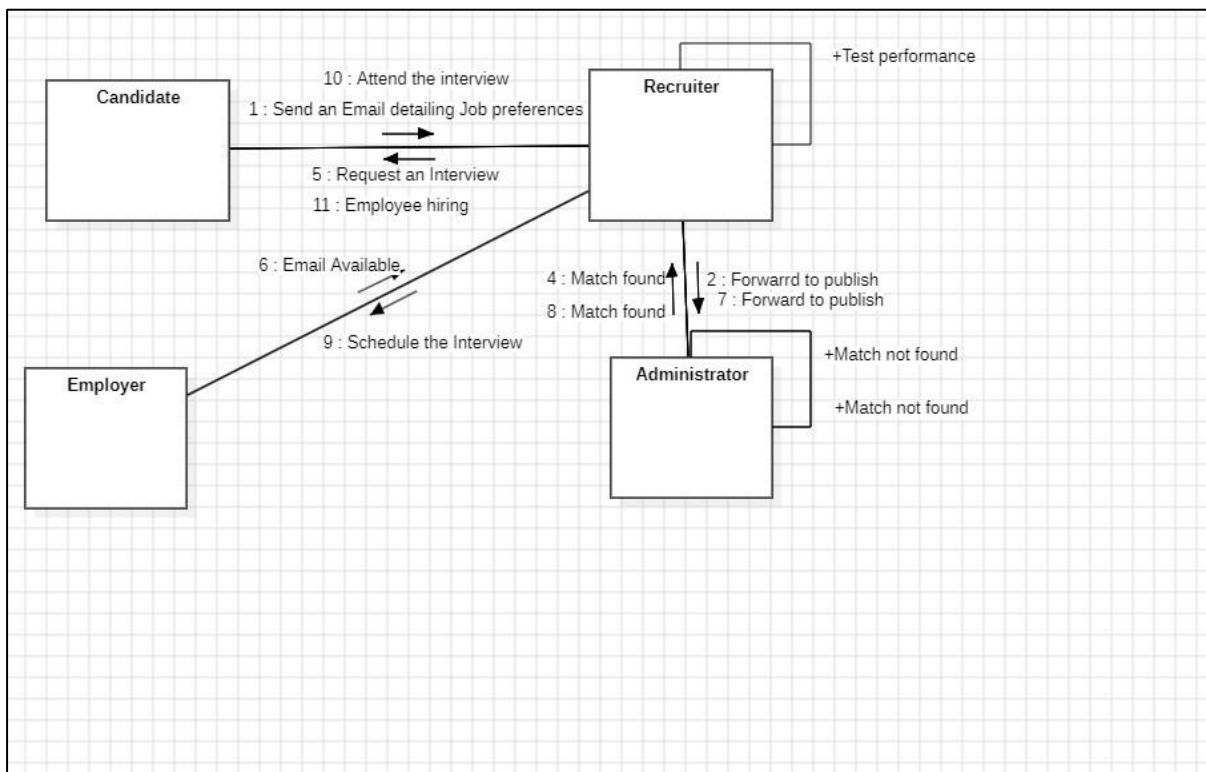 +Test performance
10 : Attend the interview
Candidate
Recruiter
1 : Send an Email detailing Job preferences
5 : Request an Interview
11 : Employee hiring
6 : Email Available
4 : Match found
2 : Forwarrd to publish
7 : Forward to publish
8 : Match found
9 : Schedule the Interview
+Match not found
Employer
Administrator
+Match not found